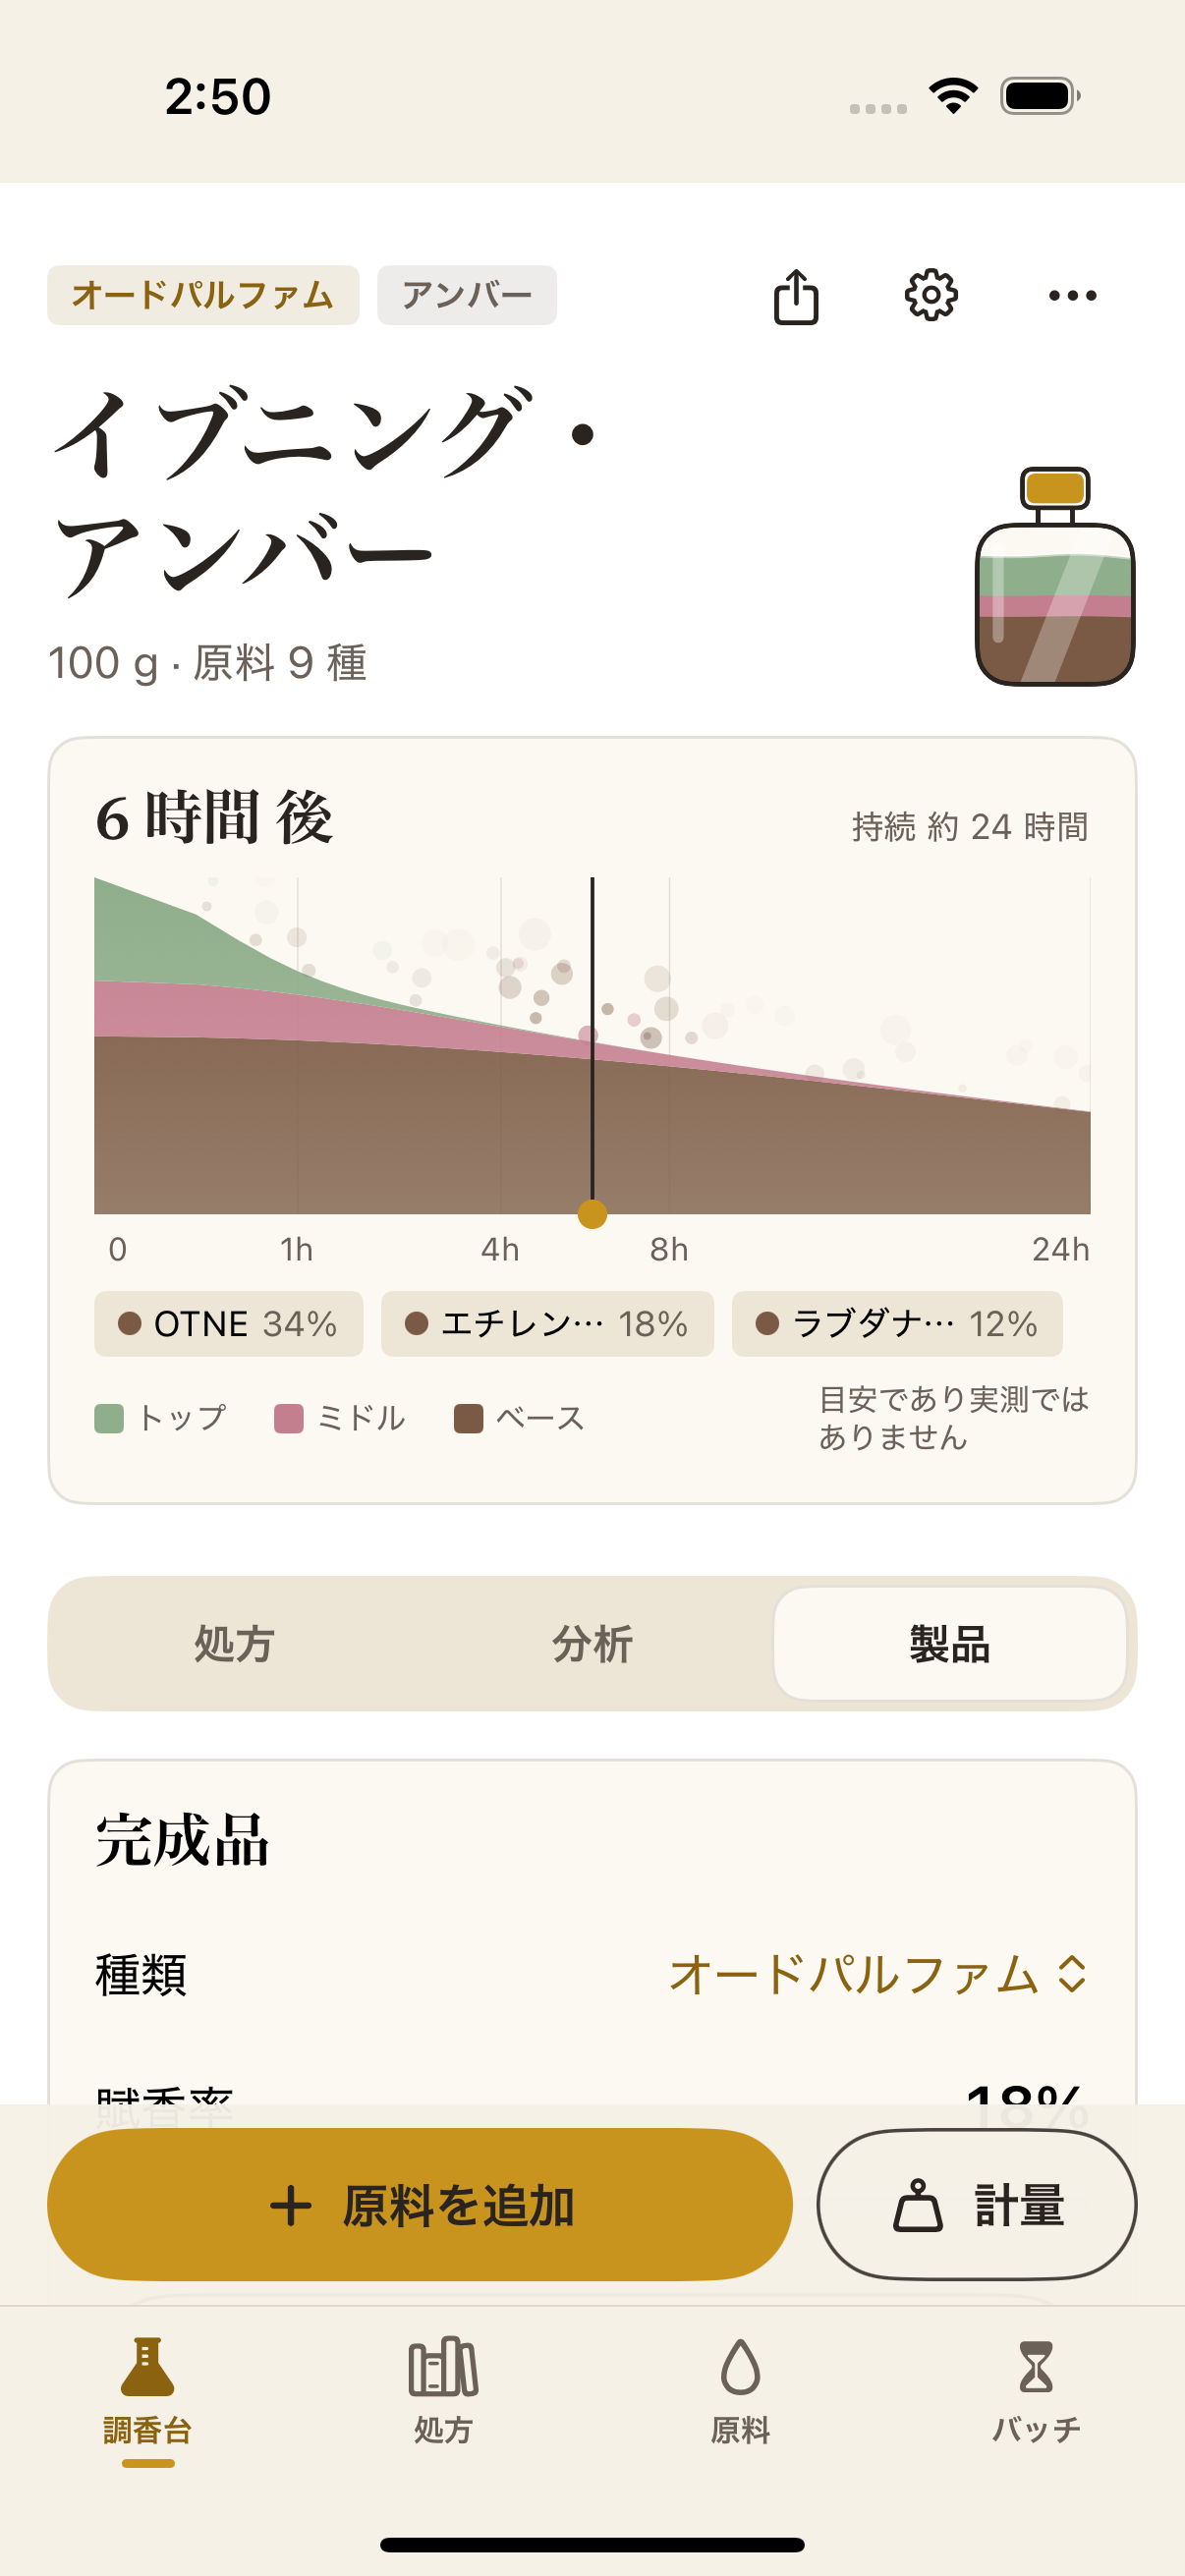 2:50
オードパルファム アンバー
イブニング・
アンバー
100 g · 原料 9 種
6 時間 後
持続 約 24 時間
0 1h 4h 8h 24h
OTNE 34% エチレン… 18% ラブダナ… 12%
トップ ミドル ベース
目安であり実測では
ありません
処方 分析 製品
完成品
種類 オードパルファム
賦香率 18%
原料を追加 計量
調香台 処方 原料 バッチ